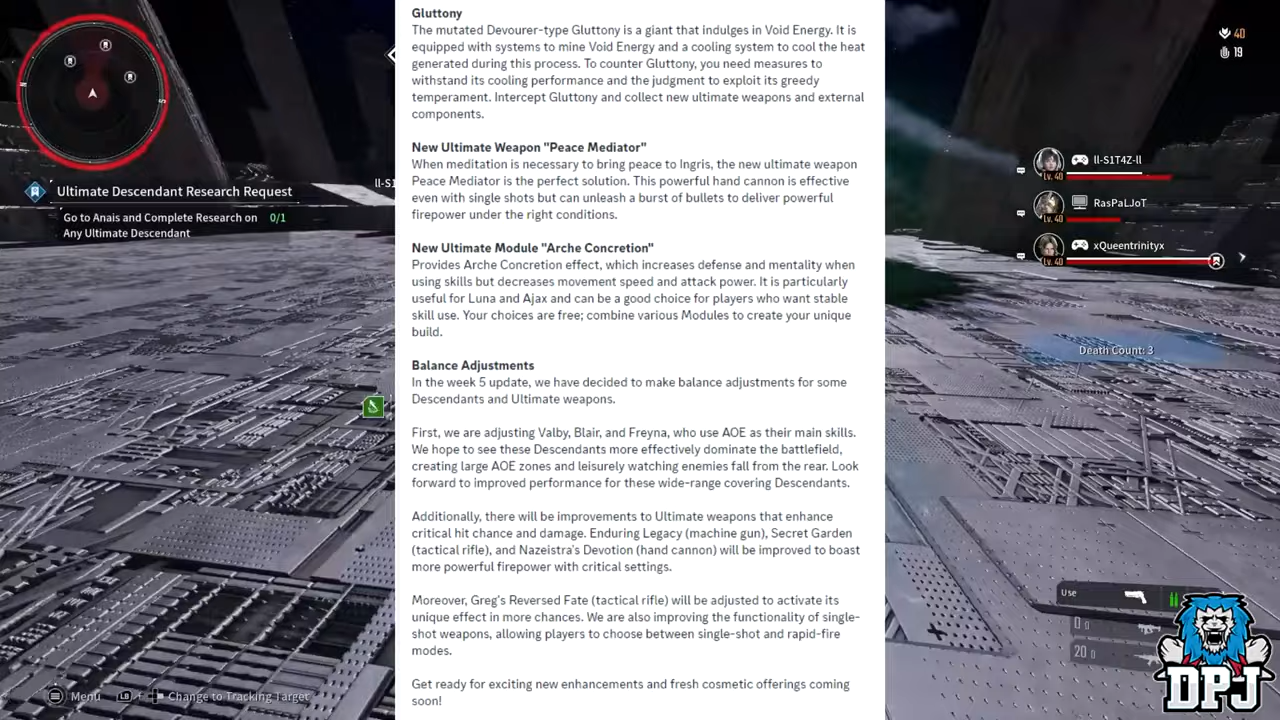 Gluttony
The mutated Devourer-type Gluttony is a giant that indulges in Void Energy. It is
equipped with systems to mine Void Energy and a cooling system to cool the heat
generated during this process. To counter Gluttony, you need measures to
withstand its cooling performance and the judgment to exploit its greedy
temperament. Intercept Gluttony and collect new ultimate weapons and external
components.
New Ultimate Weapon "Peace Mediator"
When meditation is necessary to bring peace to Ingris, the new ultimate weapon
Peace Mediator is the perfect solution. This powerful hand cannon is effective
even with single shots but can unleash a burst of bullets to deliver powerful
firepower under the right conditions.
New Ultimate Module "Arche Concretion"
Provides Arche Concretion effect, which increases defense and mentality when
using skills but decreases movement speed and attack power. It is particularly
useful for Luna and Ajax and can be a good choice for players who want stable
skill use. Your choices are free; combine various Modules to create your unique
build.
Balance Adjustments
In the week 5 update, we have decided to make balance adjustments for some
Descendants and Ultimate weapons.
First, we are adjusting Valby, Blair, and Freyna, who use AOE as their main skills.
We hope to see these Descendants more effectively dominate the battlefield,
creating large AOE zones and leisurely watching enemies fall from the rear. Look
forward to improved performance for these wide-range covering Descendants.
Additionally, there will be improvements to Ultimate weapons that enhance
critical hit chance and damage. Enduring Legacy (machine gun), Secret Garden
(tactical rifle), and Nazeistra's Devotion (hand cannon) will be improved to boast
more powerful firepower with critical settings.
Moreover, Greg's Reversed Fate (tactical rifle) will be adjusted to activate its
unique effect in more chances. We are also improving the functionality of single-
shot weapons, allowing players to choose between single-shot and rapid-fire
modes.
Get ready for exciting new enhancements and fresh cosmetic offerings coming
soon!
Ultimate Descendant Research Request
Go to Anais and Complete Research on 0/1
Any Ultimate Descendant
ll-S1
Menu LB + Change to Tracking Target
40
19
ll-S1T4Z-ll
Lv. 40
RasPaLJoT
Lv. 40
xQueentrinityx
Lv. 40
Death Count: 3
Use
0
20
DPJ